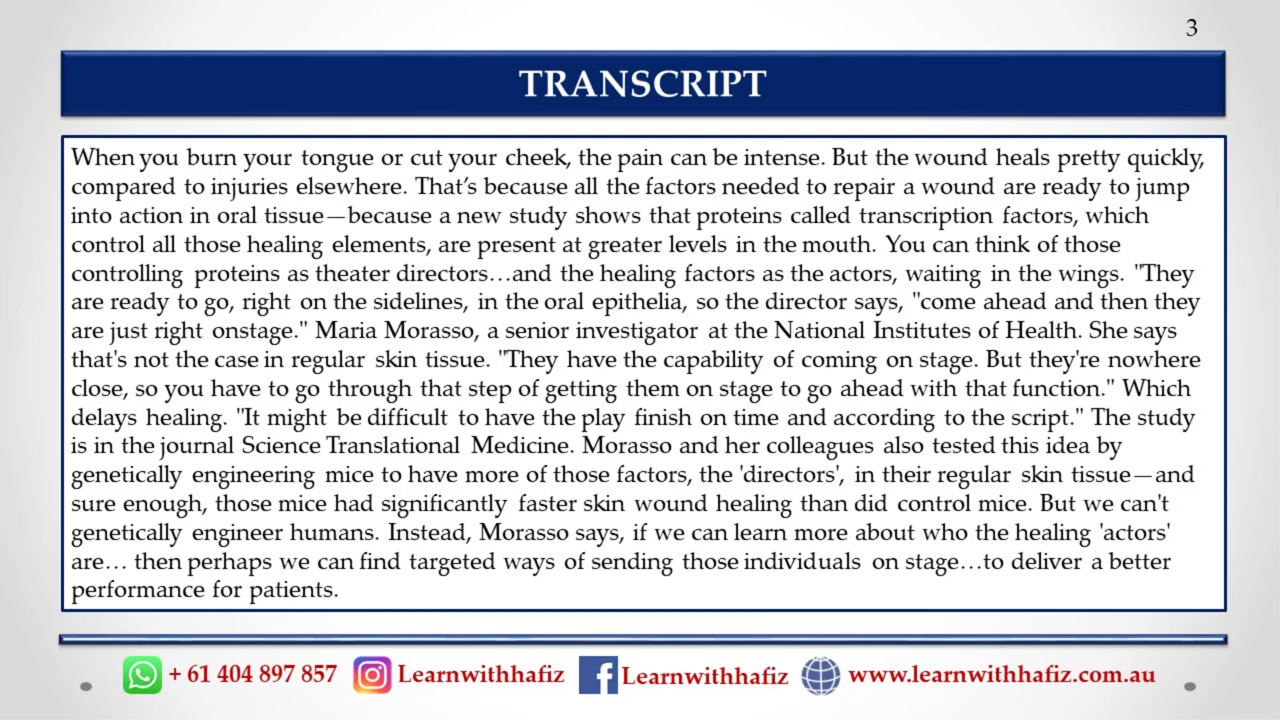 3
TRANSCRIPT
When you burn your tongue or cut your cheek, the pain can be intense. But the wound heals pretty quickly,
compared to injuries elsewhere. That’s because all the factors needed to repair a wound are ready to jump
into action in oral tissue—because a new study shows that proteins called transcription factors, which
control all those healing elements, are present at greater levels in the mouth. You can think of those
controlling proteins as theater directors…and the healing factors as the actors, waiting in the wings. "They
are ready to go, right on the sidelines, in the oral epithelia, so the director says, "come ahead and then they
are just right onstage." Maria Morasso, a senior investigator at the National Institutes of Health. She says
that's not the case in regular skin tissue. "They have the capability of coming on stage. But they're nowhere
close, so you have to go through that step of getting them on stage to go ahead with that function." Which
delays healing. "It might be difficult to have the play finish on time and according to the script." The study
is in the journal Science Translational Medicine. Morasso and her colleagues also tested this idea by
genetically engineering mice to have more of those factors, the 'directors', in their regular skin tissue—and
sure enough, those mice had significantly faster skin wound healing than did control mice. But we can't
genetically engineer humans. Instead, Morasso says, if we can learn more about who the healing 'actors'
are… then perhaps we can find targeted ways of sending those individuals on stage…to deliver a better
performance for patients.
+ 61 404 897 857 Learnwithhafiz Learnwithhafiz www.learnwithhafiz.com.au